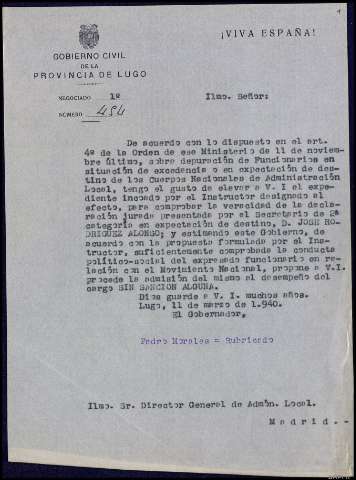 1
¡VIVA ESPAÑA!
GOBIERNO CIVIL
DE LA
PROVINCIA DE LUGO
NEGOCIADO 1º
NÚMERO 454
Ilmo. Señor:
De acuerdo con lo dispuesto en el art.
4º de la Orden de ese Ministerio de 11 de noviem-
bre último, sobre depuración de Funcionarios en
situación de excedencia o en expectación de des-
tino de los Cuerpos Nacionales de Administración
Local, tengo el gusto de elevar a V. I el expe-
diente incoado por el Instructor designado al
efecto, para comprobar la veracidad de la decla-
ración jurada presentada por el Secretario de 2ª
categoría en expectación de destino, D. JOSE RO-
DRIGUEZ ALONSO; y estimando este Gobierno, de
acuerdo con la propuesta formulada por el Ins-
tructor, suficientemente comprobada la conducta
político-social del expresado funcionario en re-
lación con el Movimiento Nacional, propone a V.I.
procede la admisión del mismo al desempeño del
cargo SIN SANCION ALGUNA.
Dios guarde a V. I. muchos años.
Lugo, 11 de marzo de 1.940.
El Gobernador,
Pedro Morales = Rubricado
Ilmo. Sr. Director General de Admón. Local.
Madrid.-